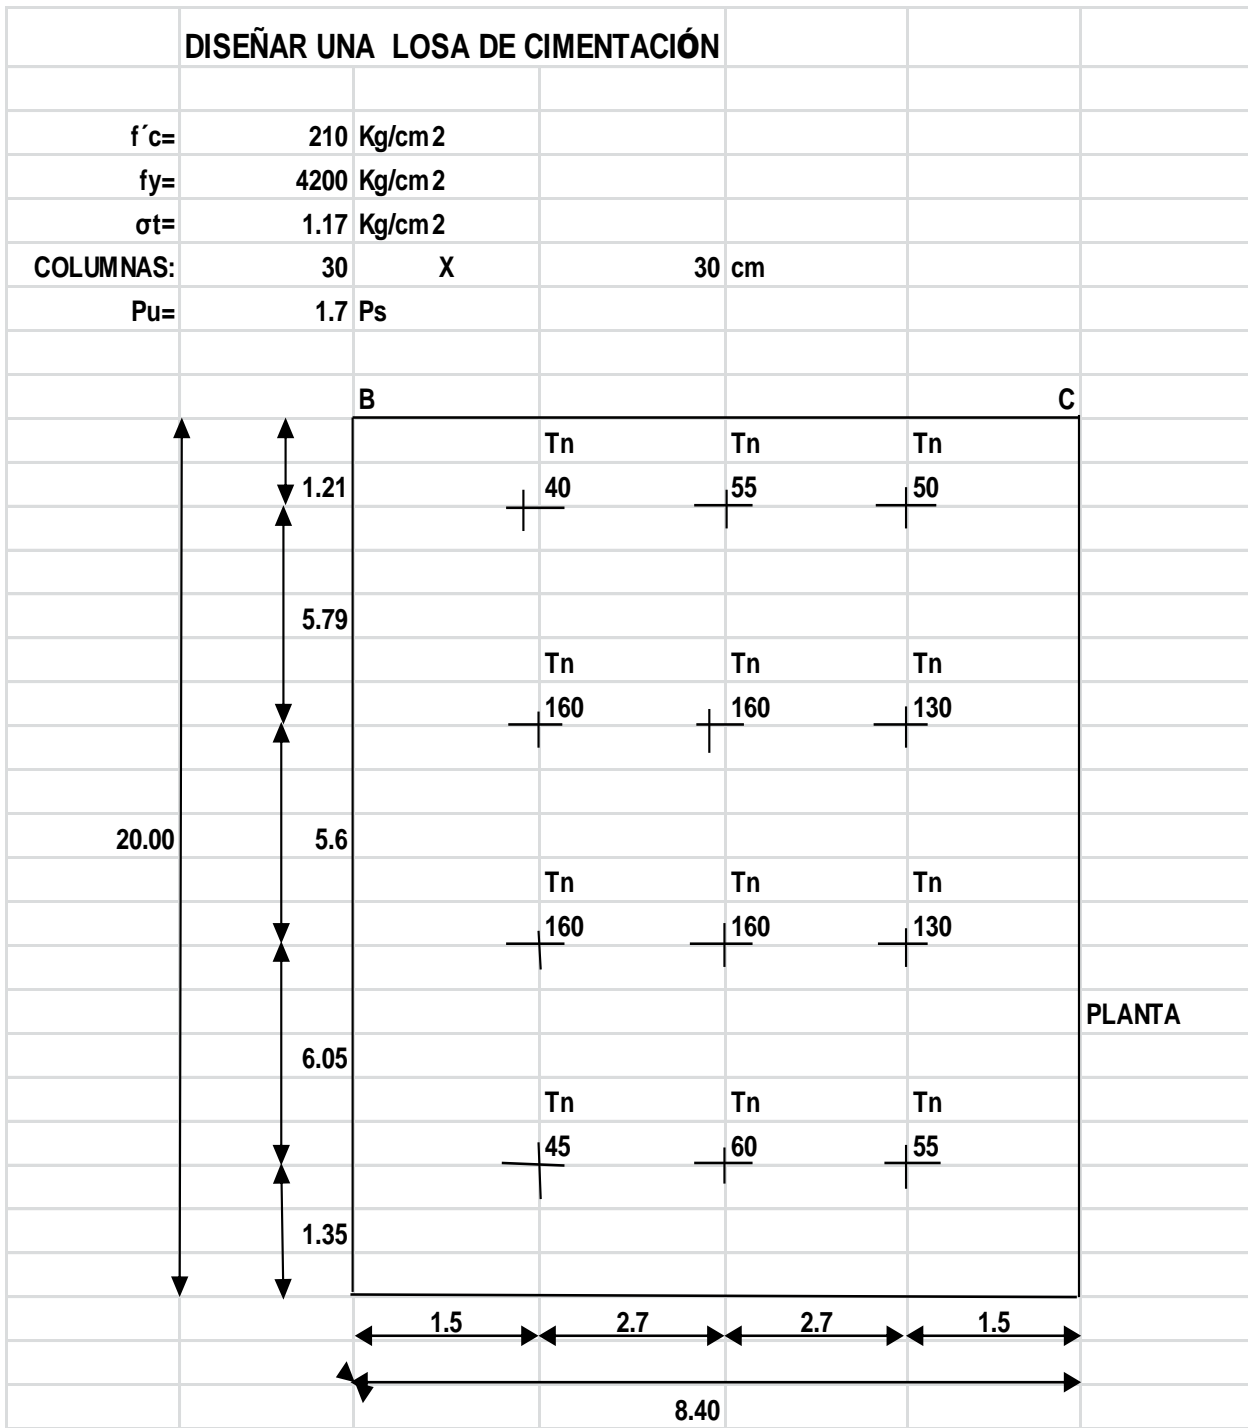 DISEÑAR UNA LOSA DE CIMENTACIÓN
f´c= 210 Kg/cm2
fy= 4200 Kg/cm2
σt= 1.17 Kg/cm2
COLUMNAS: 30 X 30 cm
Pu= 1.7 Ps
B C
Tn Tn Tn
1.21 40 55 50
5.79
Tn Tn Tn
160 160 130
20.00 5.6
Tn Tn Tn
160 160 130
PLANTA
6.05
Tn Tn Tn
45 60 55
1.35
1.5 2.7 2.7 1.5
8.40